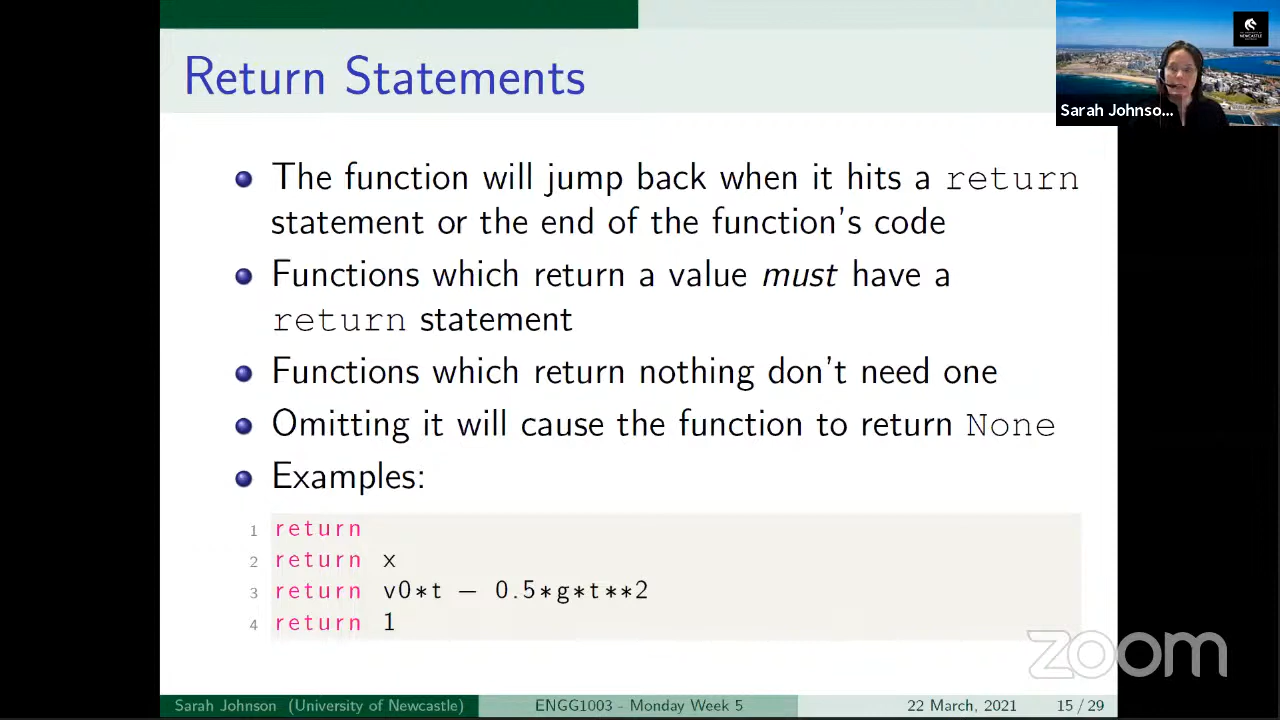 Return Statements
Sarah Johnso...
The function will jump back when it hits a return
statement or the end of the function's code
Functions which return a value must have a
return statement
Functions which return nothing don't need one
Omitting it will cause the function to return None
Examples:
1 return
2 return x
3 return v0*t − 0.5*g*t**2
4 return 1
zoom
Sarah Johnson (University of Newcastle) ENGG1003 - Monday Week 5 22 March, 2021 15 / 29